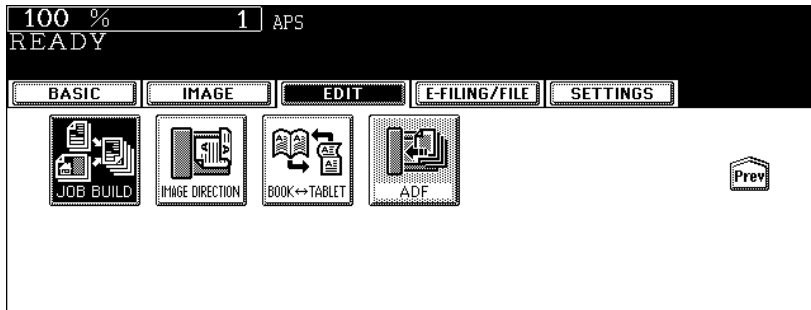 100 % 1 APS
READY
BASIC IMAGE EDIT E-FILING/FILE SETTINGS
JOB BUILD IMAGE DIRECTION BOOK↔TABLET ADF Prev